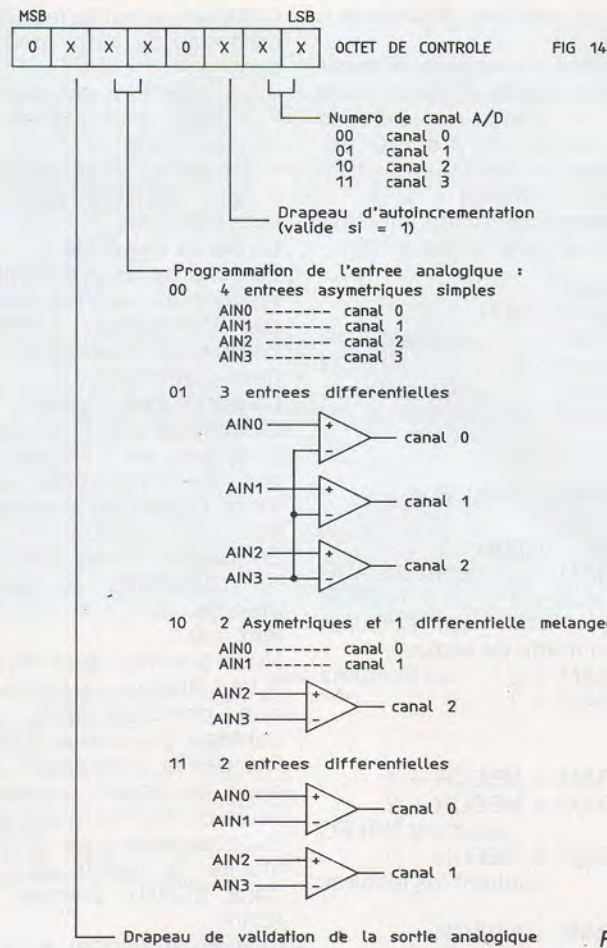 MSB LSB
0 X X X 0 X X X OCTET DE CONTROLE FIG 14
Numero de canal A/D
00 canal 0
01 canal 1
10 canal 2
11 canal 3
Drapeau d'autoincrementation
(valide si = 1)
Programmation de l'entree analogique :
00 4 entrees asymetriques simples
AIN0 ------- canal 0
AIN1 ------- canal 1
AIN2 ------- canal 2
AIN3 ------- canal 3
01 3 entrees differentielles
AIN0 + canal 0
-
AIN1 + canal 1
-
AIN2 + canal 2
AIN3 -
10 2 Asymetriques et 1 differentielle melangee
AIN0 ------- canal 0
AIN1 ------- canal 1
AIN2 + canal 2
AIN3 -
11 2 entrees differentielles
AIN0 + canal 0
AIN1 -
AIN2 + canal 1
AIN3 -
Drapeau de validation de la sortie analogique